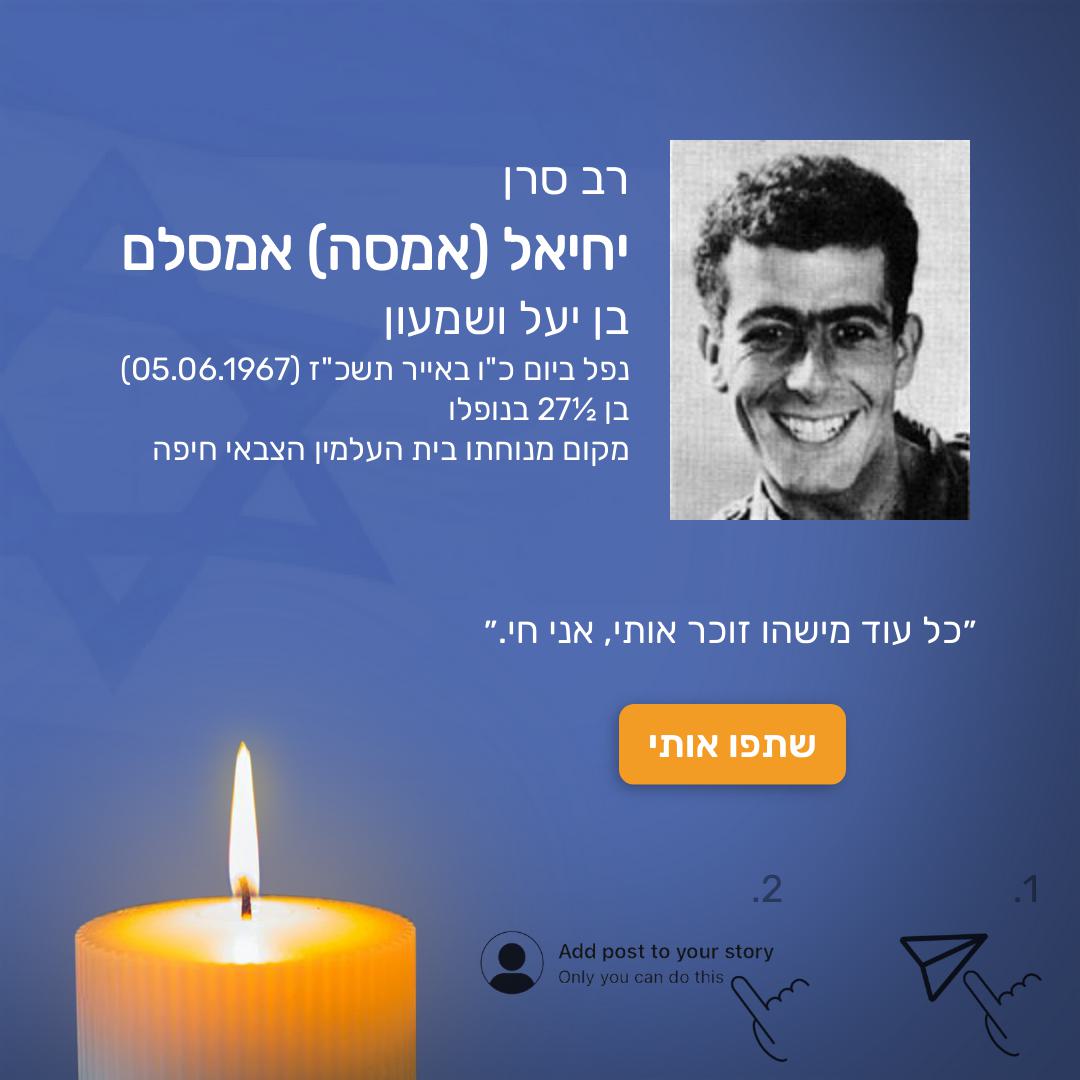 רב סרן
יחיאל (אמסה) אמסלם
בן יעל ושמעון
נפל ביום כ"ו באייר תשכ"ז (05.06.1967)
בן 27½ בנופלו
מקום מנוחתו בית העלמין הצבאי חיפה
״כל עוד מישהו זוכר אותי, אני חי.״
שתפו אותי
1.
2.
Add post to your story
Only you can do this